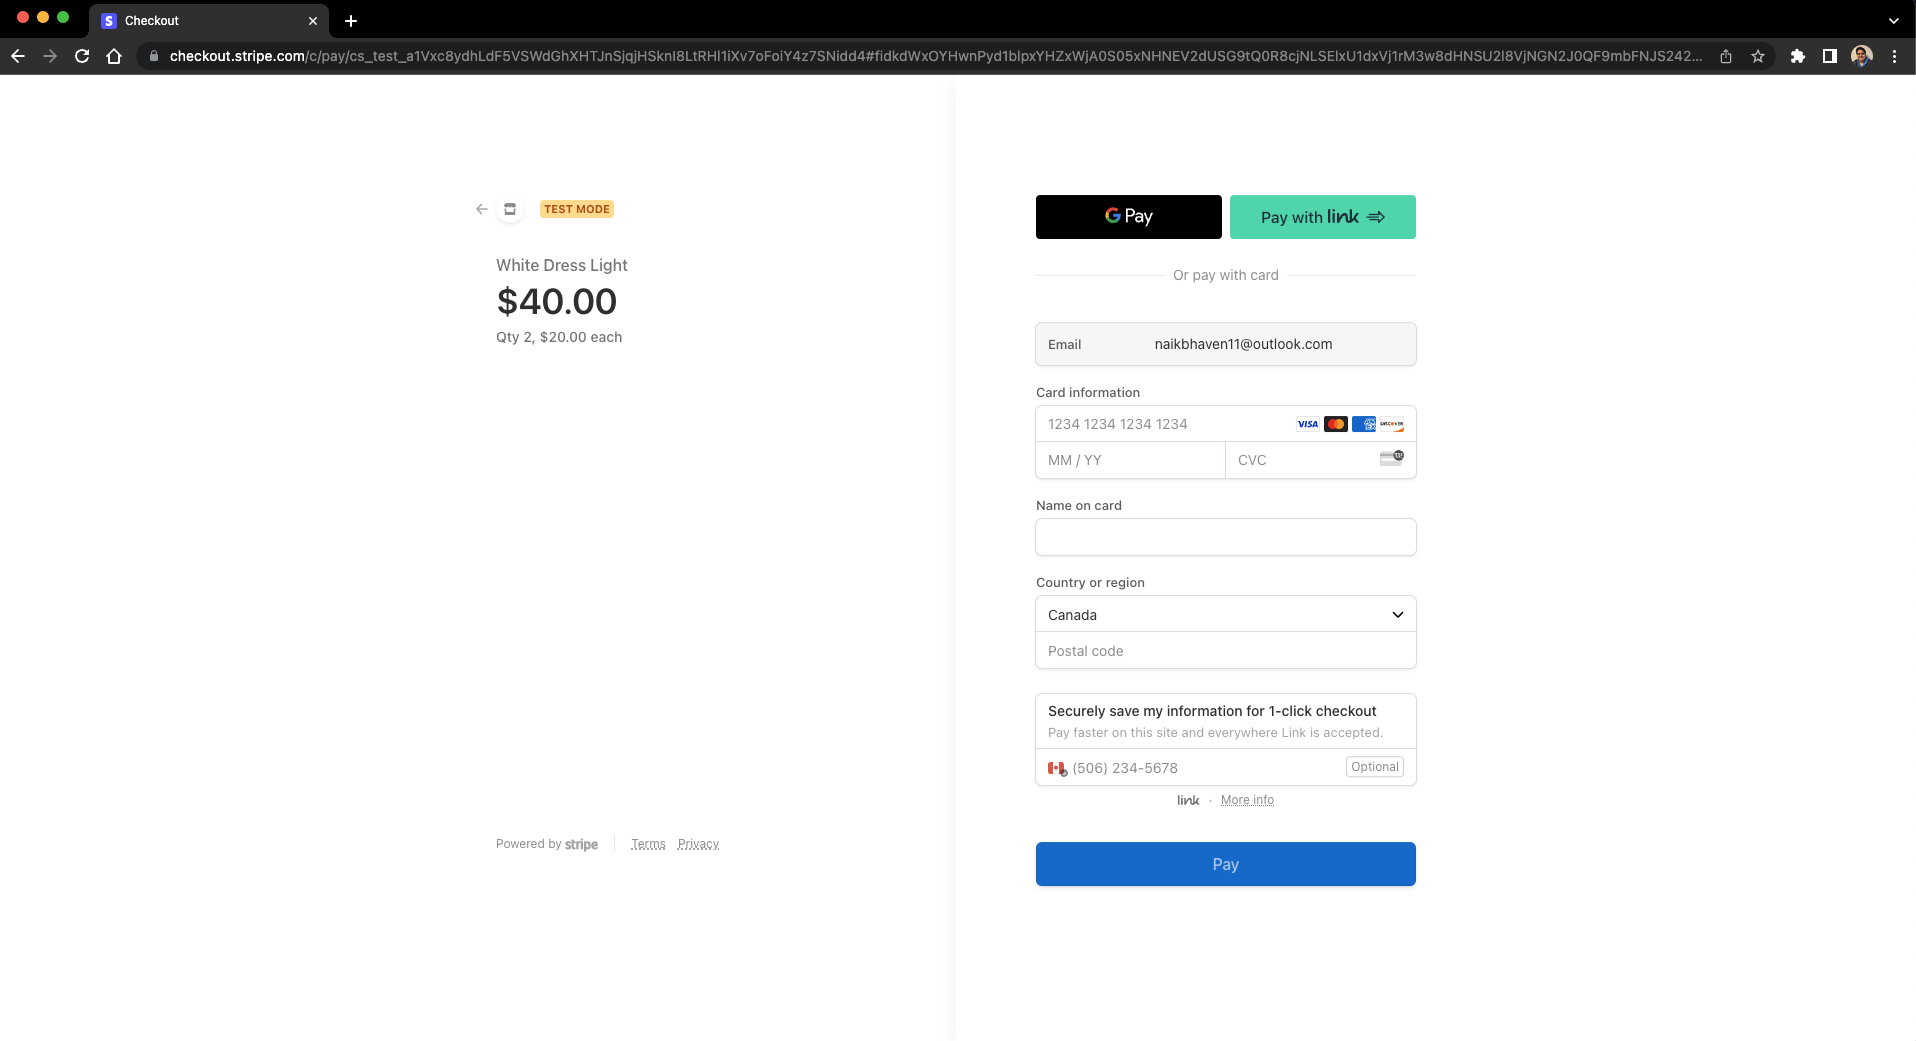 Checkout
checkout.stripe.com/c/pay/cs_test_a1Vxc8ydhLdF5VSWdGhXHTJnSjqjHSknI8LtRHl1iXv7oFoiY4z7SNidd4#fidkdWxOYHwnPyd1blpxYHZxWjA0S05xNHNEV2dUSG9tQ0R8cjNLSElxU1dxVj1rM3w8dHNSU2l8VjNGN2J0QF9mbFNJS242...
TEST MODE
White Dress Light
$40.00
Qty 2, $20.00 each
Powered by stripe
Terms
Privacy
G Pay
Pay with link
Or pay with card
Email
naikbhaven11@outlook.com
Card information
1234 1234 1234 1234
VISA
DISCOVER
MM / YY
CVC
135
Name on card
Country or region
Canada
Postal code
Securely save my information for 1-click checkout
Pay faster on this site and everywhere Link is accepted.
(506) 234-5678
Optional
link · More info
Pay